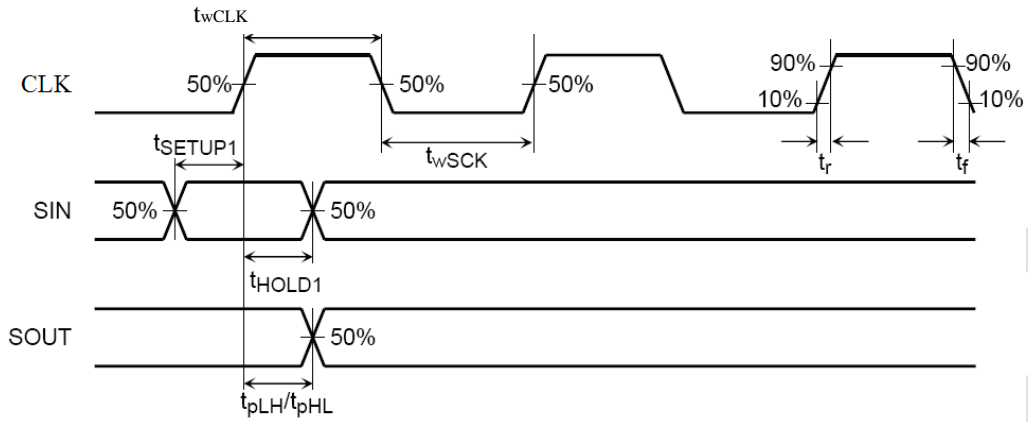 twCLK
CLK 50% 50% 50% 90% 90%
10% 10%
tSETUP1 twSCK tr tf
SIN 50% 50%
tHOLD1
SOUT 50%
tpLH/tpHL